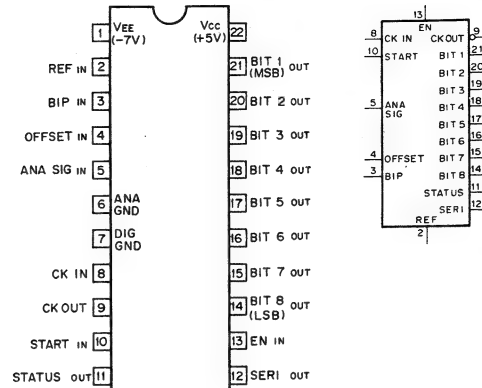 1 VEE (-7V)
VCC (+5V) 22
REF IN 2
21 BIT 1 (MSB) OUT
BIP IN 3
20 BIT 2 OUT
OFFSET IN 4
19 BIT 3 OUT
ANA SIG IN 5
18 BIT 4 OUT
6 ANA GND
17 BIT 5 OUT
7 DIG GND
16 BIT 6 OUT
CK IN 8
15 BIT 7 OUT
CK OUT 9
14 BIT 8 (LSB) OUT
START IN 10
13 EN IN
STATUS OUT 11
12 SERI OUT
13
EN
8 CK IN
CK OUT 9
10 START
BIT 1 21
BIT 2 20
BIT 3 19
5 ANA SIG
BIT 4 18
BIT 5 17
BIT 6 16
4 OFFSET
BIT 7 15
3 BIP
BIT 8 14
STATUS 11
SERI 12
REF
2